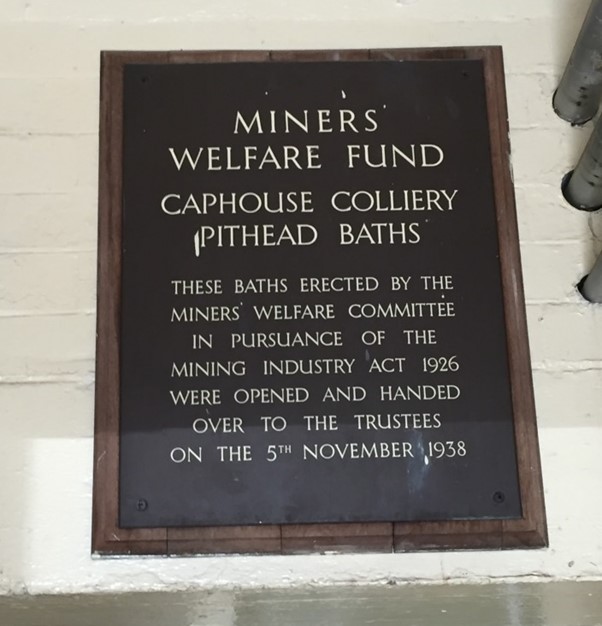 MINERS'
WELFARE FUND
CAPHOUSE COLLIERY
PITHEAD BATHS
THESE BATHS ERECTED BY THE
MINERS' WELFARE COMMITTEE
IN PURSUANCE OF THE
MINING INDUSTRY ACT 1926
WERE OPENED AND HANDED
OVER TO THE TRUSTEES
ON THE 5TH NOVEMBER 1938